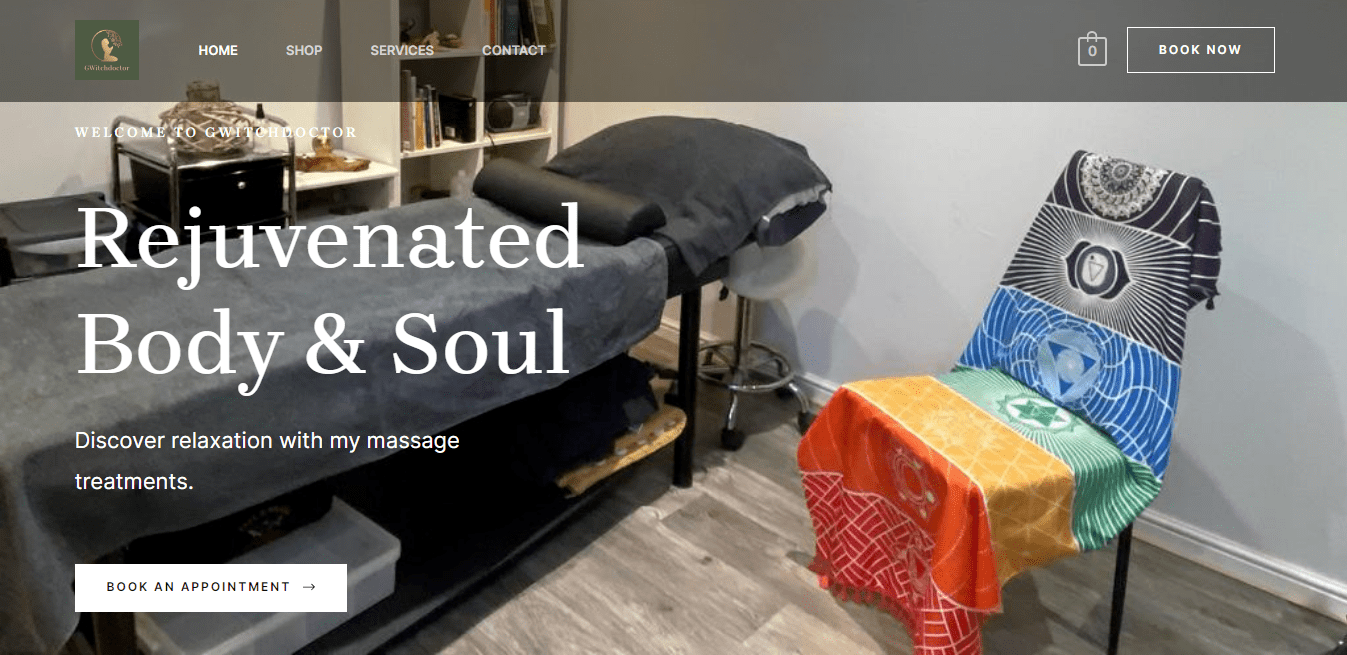 GWitchdoctor
HOME
SHOP
SERVICES
CONTACT
0
BOOK NOW
WELCOME TO GWITCHDOCTOR
Rejuvenated
Body & Soul
Discover relaxation with my massage
treatments.
BOOK AN APPOINTMENT →